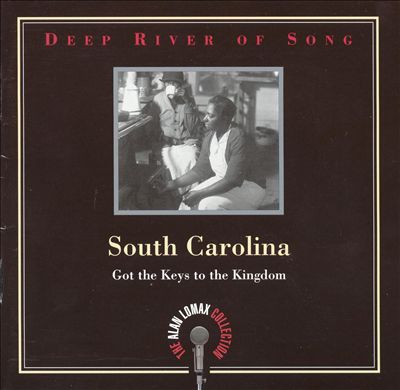 DEEP RIVER OF SONG
South Carolina
Got the Keys to the Kingdom
THE ALAN LOMAX COLLECTION